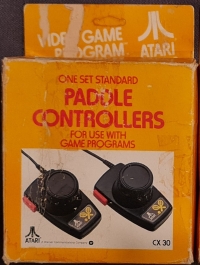 VIDEO GAME
PROGRAM
ATARI
ONE SET STANDARD
PADDLE
CONTROLLERS
FOR USE WITH
GAME PROGRAMS
ATARI
CX 30